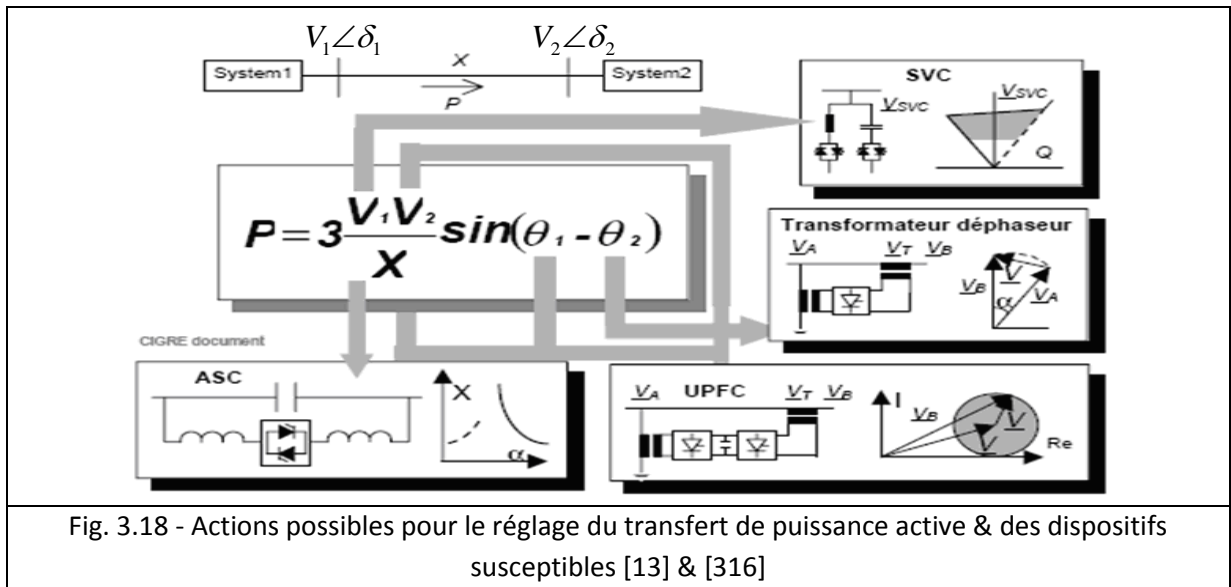 V₁∠δ₁ V₂∠δ₂
System1 X System2
P
SVC
VSVC VSVC
Q
P=3 V₁V₂/X sin(θ₁-θ₂)
Transformateur déphaseur
VA VT VB
VB V VA
α
CIGRE document
ASC
X
α
UPFC
VA VT VB
I
VB V V
Re
Fig. 3.18 - Actions possibles pour le réglage du transfert de puissance active & des dispositifs
susceptibles [13] & [316]